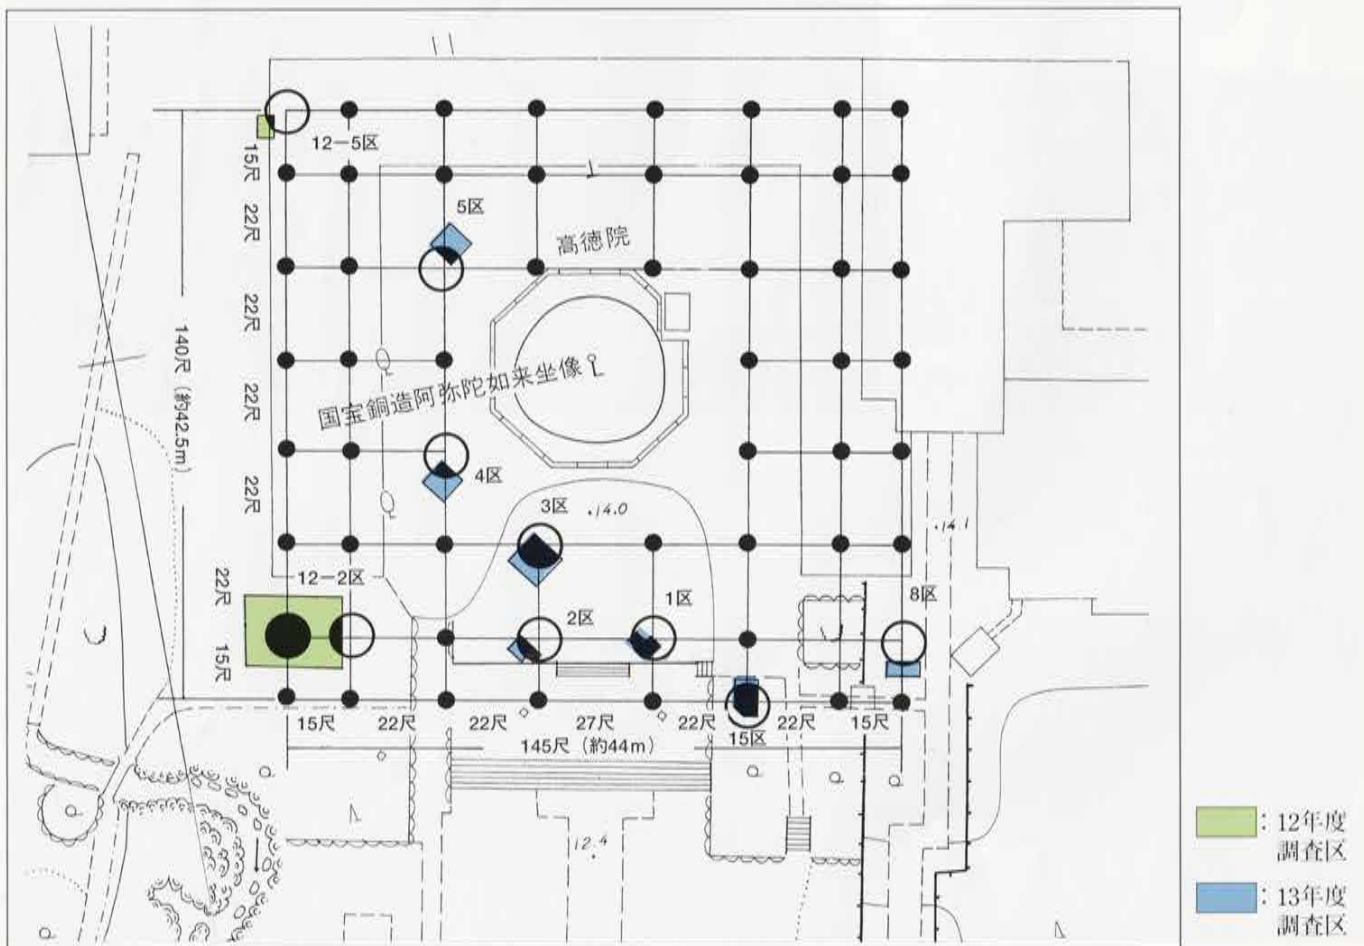 12−5区
15尺
22尺
22尺
22尺
22尺
22尺
15尺
140尺（約42.5m）
5区
高徳院
国宝銅造阿弥陀如来坐像
4区
3区
・14.0
・14.1
12−2区
2区
1区
8区
15尺
22尺
22尺
27尺
22尺
22尺
15尺
15区
145尺（約44m）
12.4
：12年度
調査区
：13年度
調査区